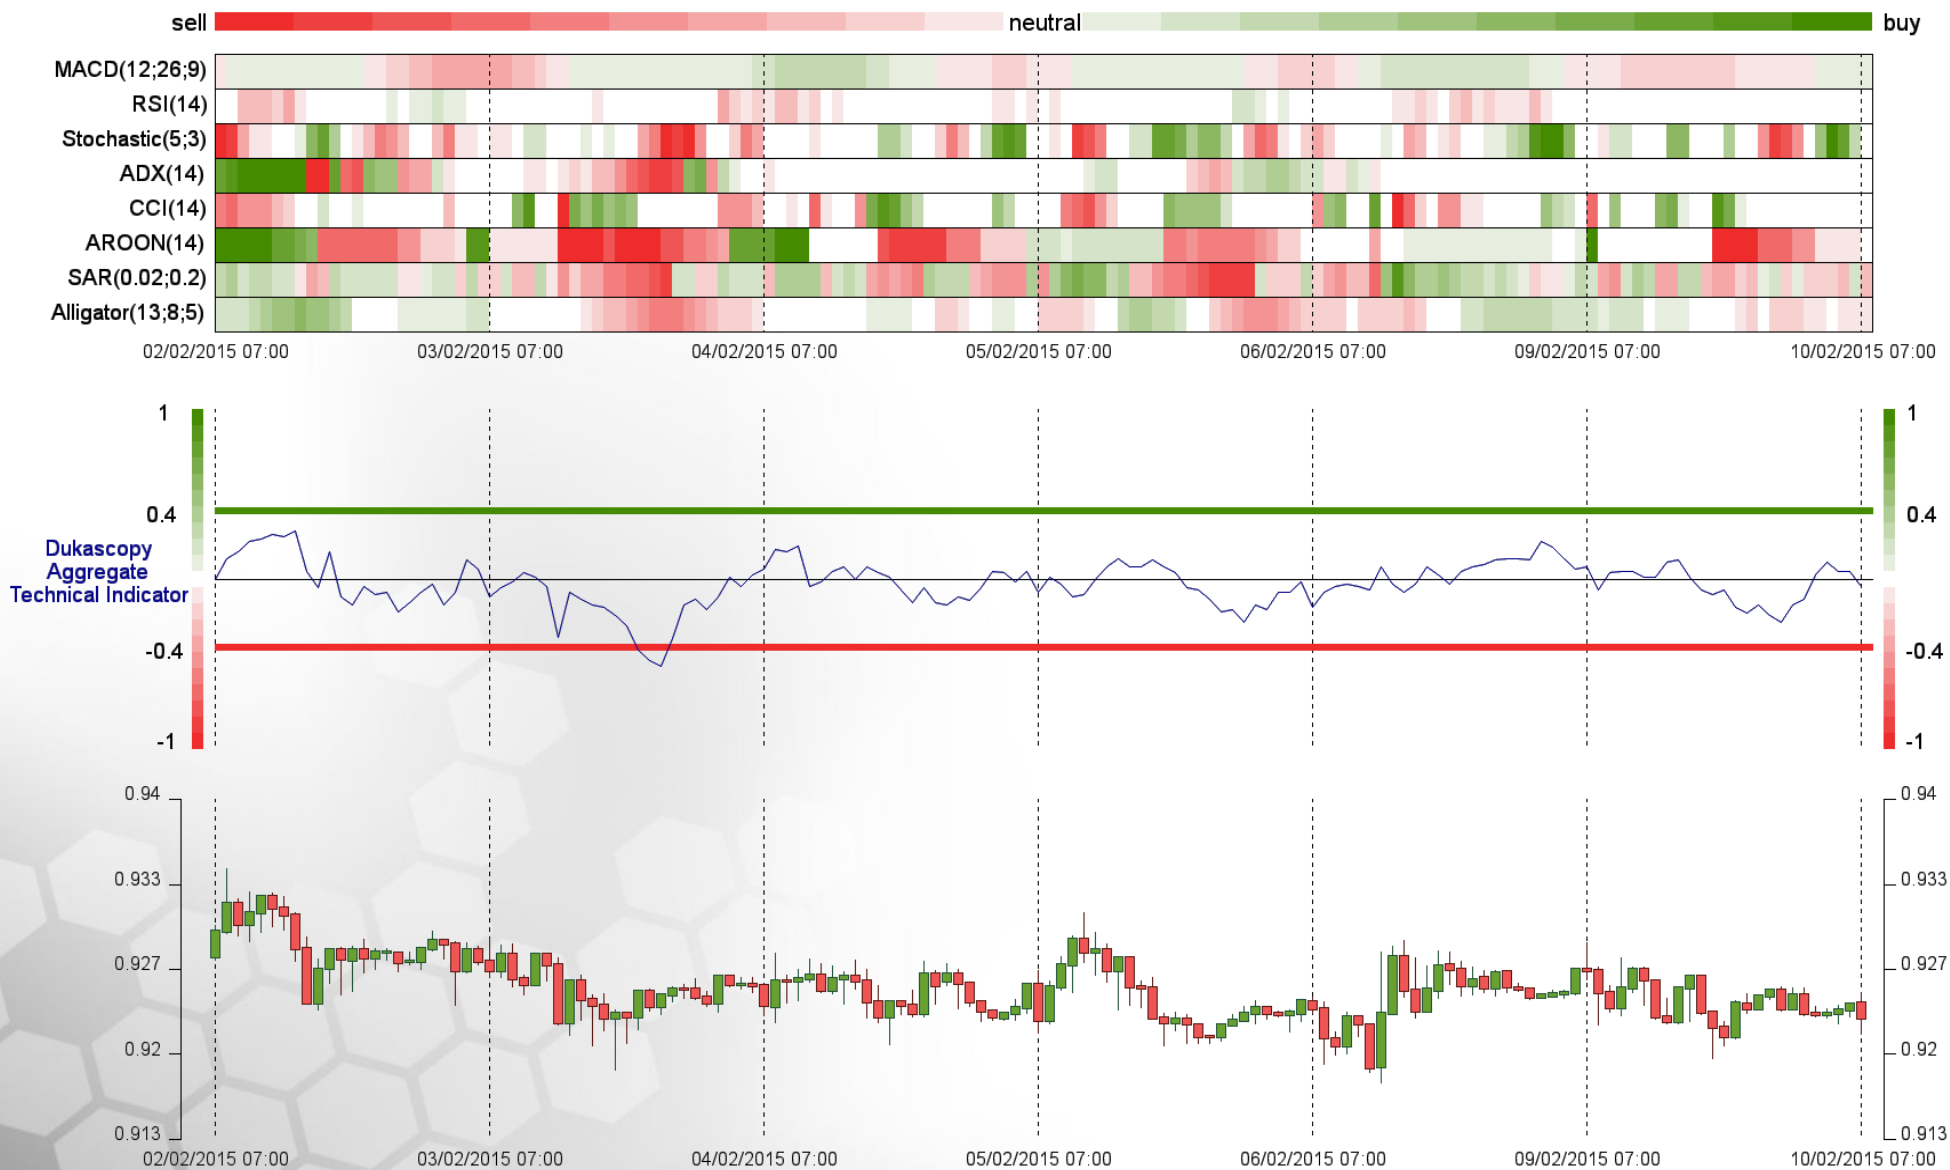 sell neutral buy
MACD(12;26;9)
RSI(14)
Stochastic(5;3)
ADX(14)
CCI(14)
AROON(14)
SAR(0.02;0.2)
Alligator(13;8;5)
02/02/2015 07:00 03/02/2015 07:00 04/02/2015 07:00 05/02/2015 07:00 06/02/2015 07:00 09/02/2015 07:00 10/02/2015 07:00
1 1
0.4 0.4
Dukascopy
Aggregate
Technical Indicator
-0.4 -0.4
-1 -1
0.94 0.94
0.933 0.933
0.927 0.927
0.92 0.92
0.913 0.913
02/02/2015 07:00 03/02/2015 07:00 04/02/2015 07:00 05/02/2015 07:00 06/02/2015 07:00 09/02/2015 07:00 10/02/2015 07:00